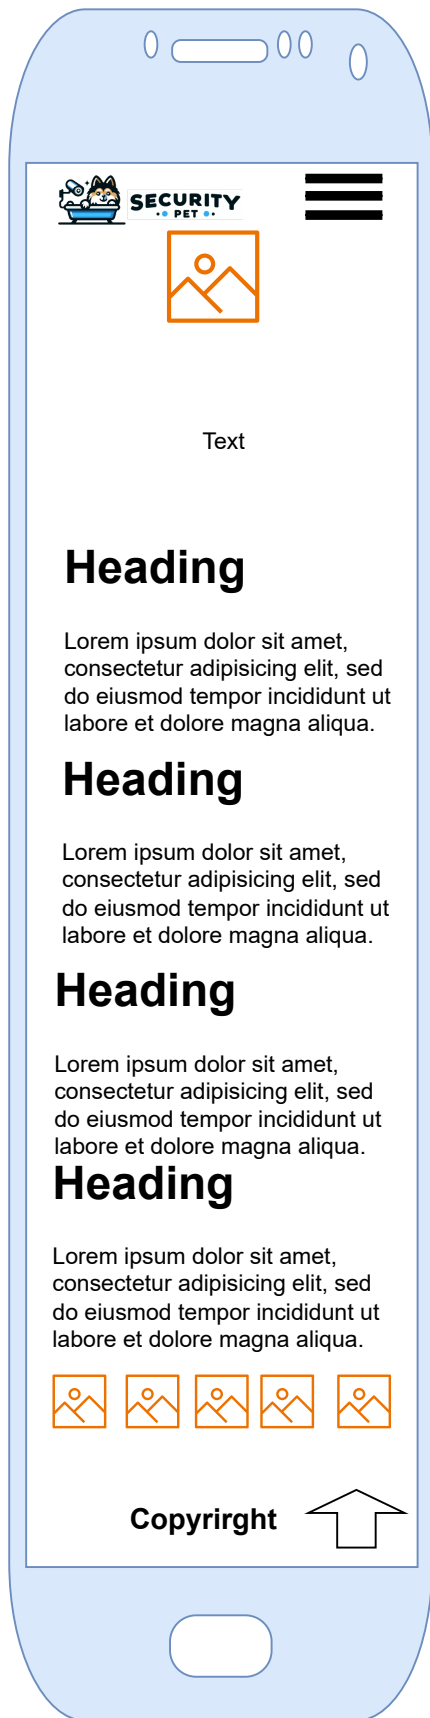 SECURITY
PET
Text
Heading
Lorem ipsum dolor sit amet,
consectetur adipisicing elit, sed
do eiusmod tempor incididunt ut
labore et dolore magna aliqua.
Heading
Lorem ipsum dolor sit amet,
consectetur adipisicing elit, sed
do eiusmod tempor incididunt ut
labore et dolore magna aliqua.
Heading
Lorem ipsum dolor sit amet,
consectetur adipisicing elit, sed
do eiusmod tempor incididunt ut
labore et dolore magna aliqua.
Heading
Lorem ipsum dolor sit amet,
consectetur adipisicing elit, sed
do eiusmod tempor incididunt ut
labore et dolore magna aliqua.
Copyrirght